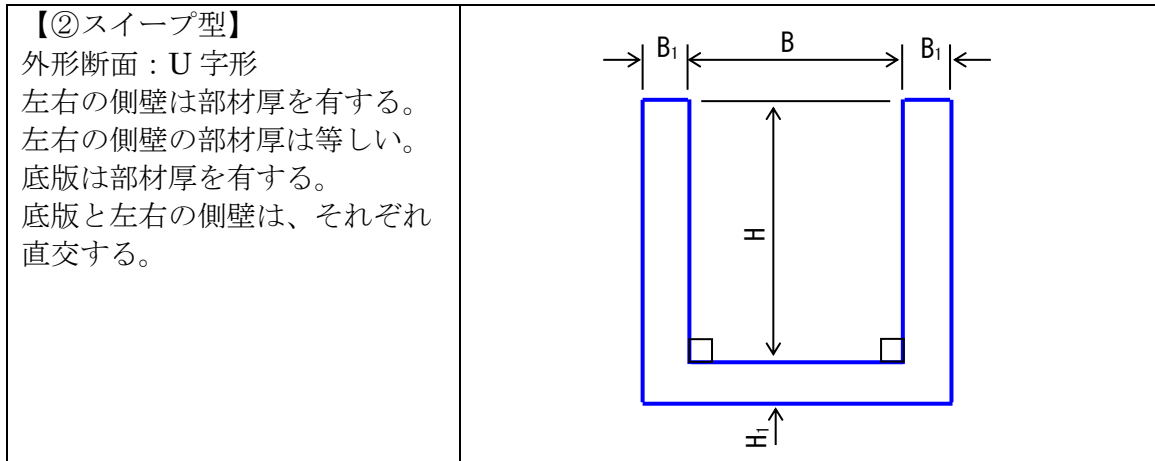 【②スイープ型】
外形断面：U 字形
左右の側壁は部材厚を有する。
左右の側壁の部材厚は等しい。
底版は部材厚を有する。
底版と左右の側壁は、それぞれ
直交する。
B₁ B B₁
H
H₁